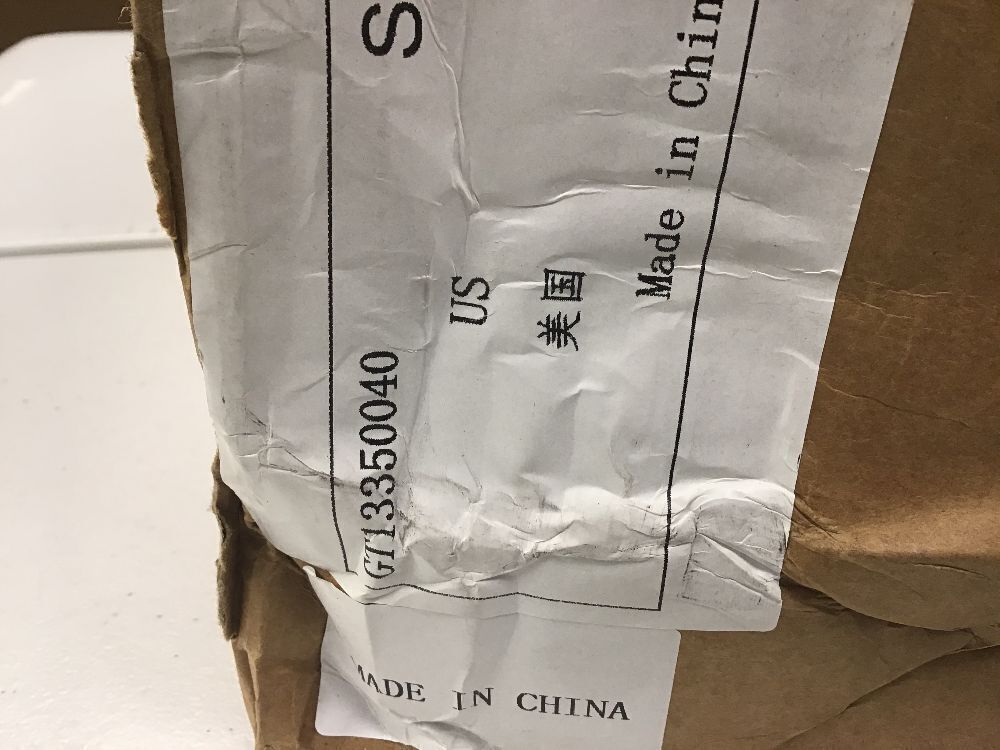 GT13350040 S
US
美国
Made in Chin
MADE IN CHINA